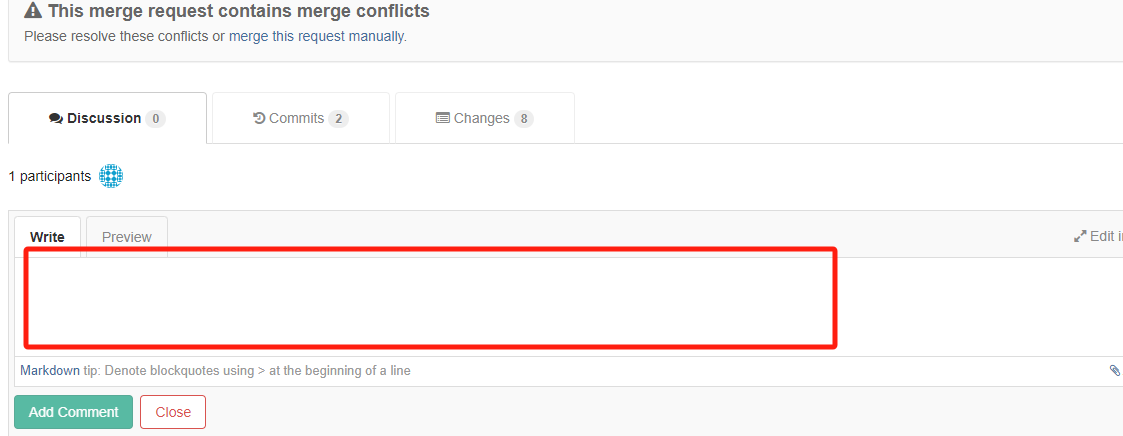 This merge request contains merge conflicts
Please resolve these conflicts or merge this request manually.
Discussion 0 Commits 2 Changes 8
1 participants
Write Preview Edit
Markdown tip: Denote blockquotes using > at the beginning of a line
Add Comment Close